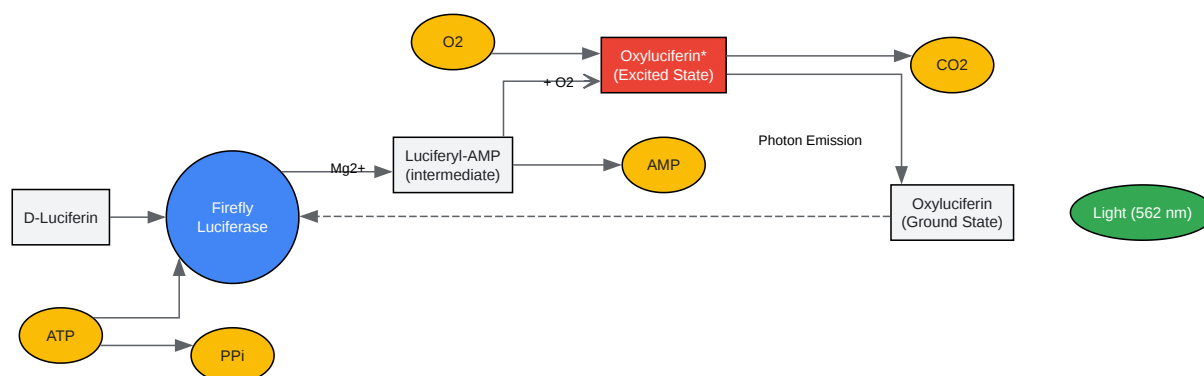 O2
Oxyluciferin*
(Excited State)
CO2
+ O2
Photon Emission
Luciferyl-AMP
(intermediate)
AMP
Mg2+
D-Luciferin
Firefly
Luciferase
Oxyluciferin
(Ground State)
Light (562 nm)
ATP
PPi